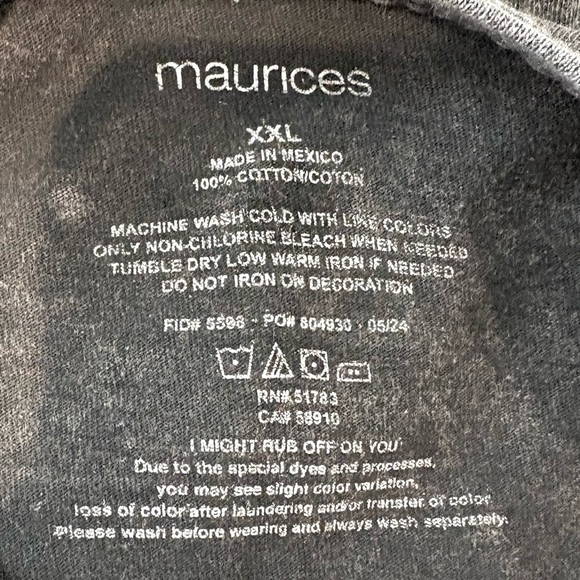 maurices
XXL
MADE IN MEXICO
100% COTTON/COTON
MACHINE WASH COLD WITH LIKE COLORS
ONLY NON-CHLORINE BLEACH WHEN NEEDED
TUMBLE DRY LOW WARM IRON IF NEEDED
DO NOT IRON ON DECORATION
FID# 5598 - PO# 804930 - 05/24
RN# 51783
CA# 58910
I MIGHT RUB OFF ON YOU
Due to the special dyes and processes,
you may see slight color variation,
loss of color after laundering and/or transfer of color.
Please wash before wearing and always wash separately.